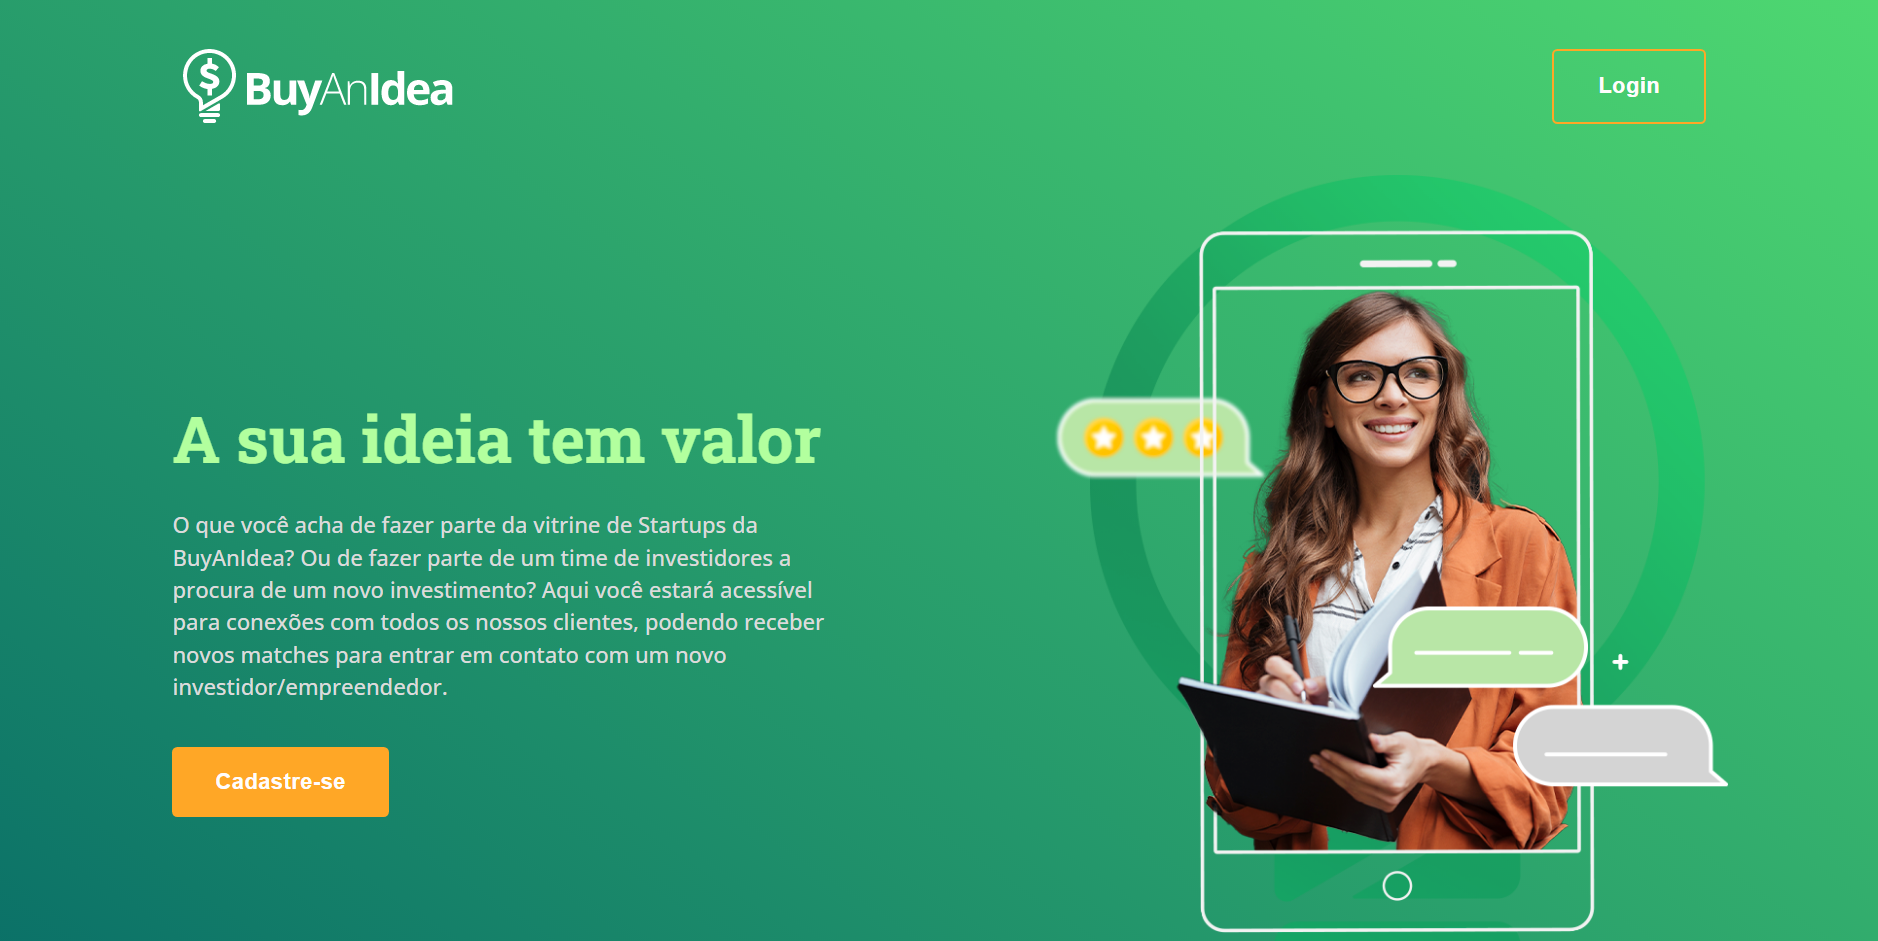 BuyAnIdea
Login
A sua ideia tem valor
O que você acha de fazer parte da vitrine de Startups da
BuyAnIdea? Ou de fazer parte de um time de investidores a
procura de um novo investimento? Aqui você estará acessível
para conexões com todos os nossos clientes, podendo receber
novos matches para entrar em contato com um novo
investidor/empreendedor.
Cadastre-se